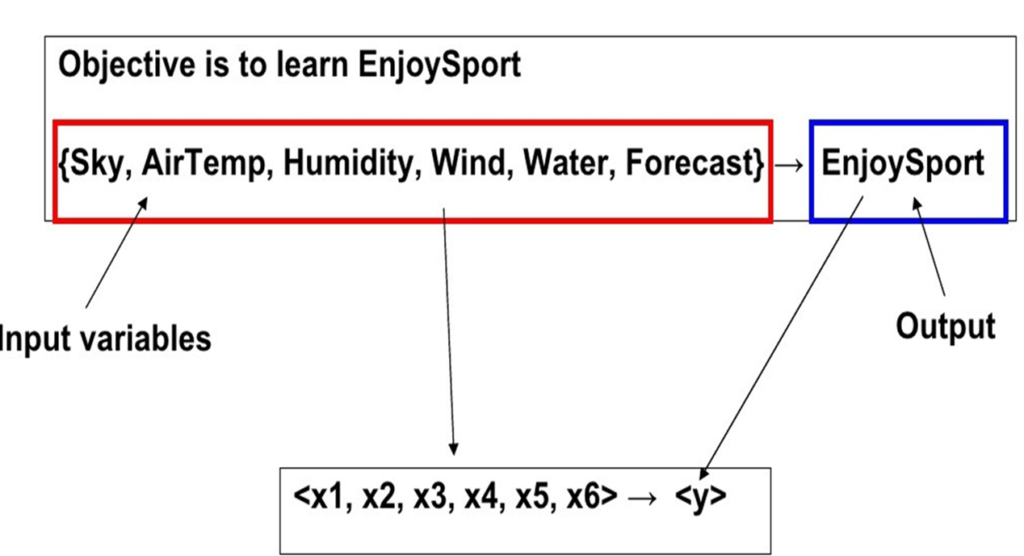 Objective is to learn EnjoySport
{Sky, AirTemp, Humidity, Wind, Water, Forecast} → EnjoySport
Input variables
Output
<x1, x2, x3, x4, x5, x6> → <y>